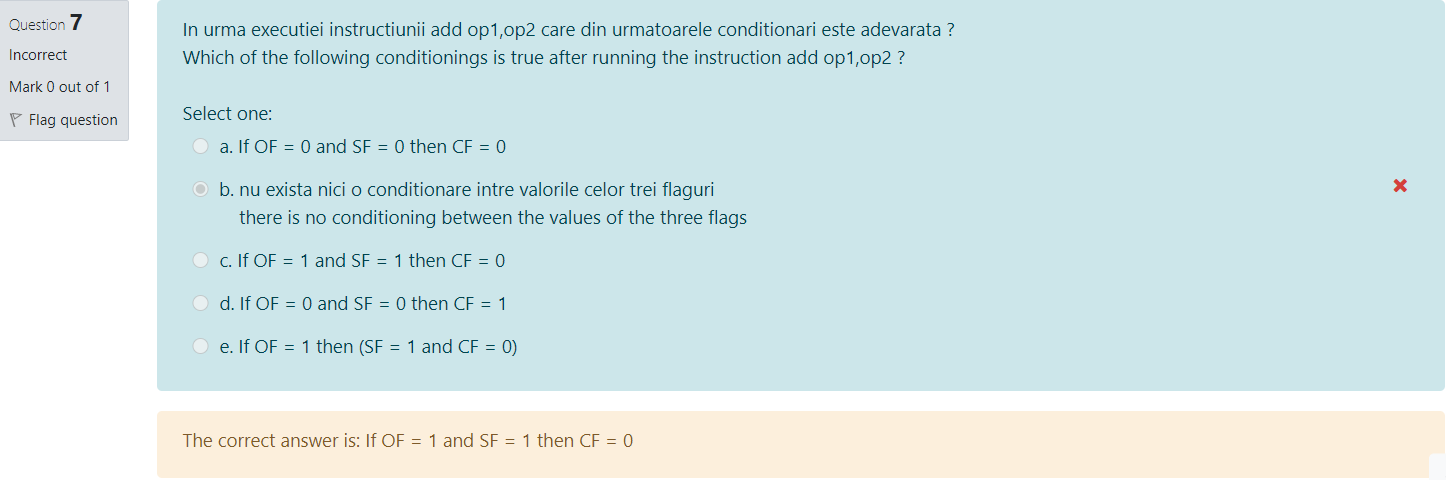 Question 7
Incorrect
Mark 0 out of 1
Flag question
In urma executiei instructiunii add op1,op2 care din urmatoarele conditionari este adevarata ?
Which of the following conditionings is true after running the instruction add op1,op2 ?
Select one:
a. If OF = 0 and SF = 0 then CF = 0
b. nu exista nici o conditionare intre valorile celor trei flaguri
there is no conditioning between the values of the three flags
c. If OF = 1 and SF = 1 then CF = 0
d. If OF = 0 and SF = 0 then CF = 1
e. If OF = 1 then (SF = 1 and CF = 0)
The correct answer is: If OF = 1 and SF = 1 then CF = 0